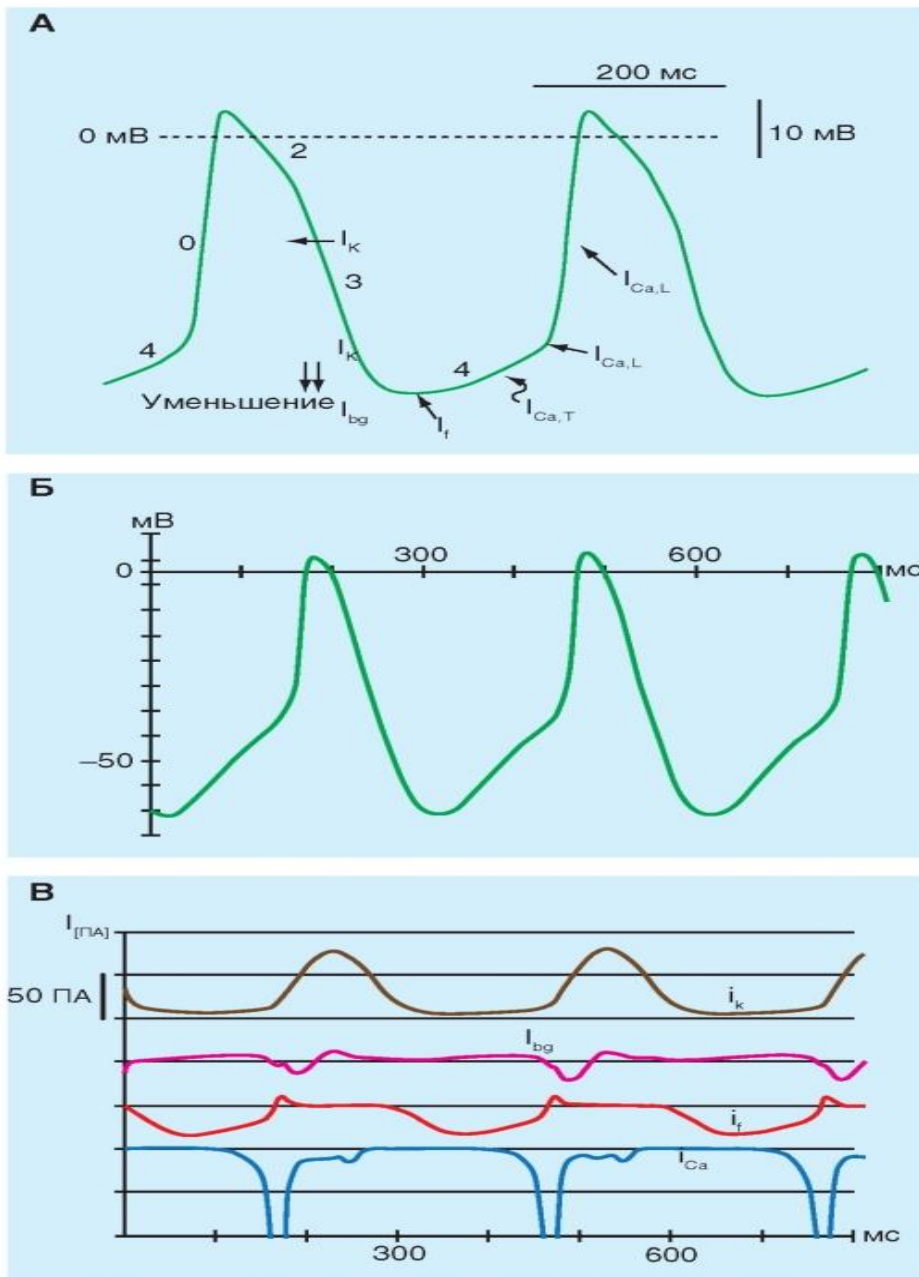 А
200 мс
0 мВ
10 мВ
2
0
I_K
3
I_Ca,L
4
I_K
4
I_Ca,L
Уменьшение I_bg
I_f
I_Ca,T
Б
мВ
0
300
600
мс
–50
В
I_[ПА]
50 ПА
i_k
I_bg
i_f
i_Ca
300
600
мс